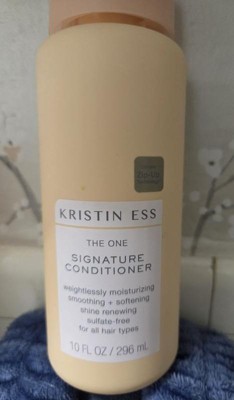 KRISTIN ESS
THE ONE
SIGNATURE
CONDITIONER
weightlessly moisturizing
smoothing + softening
shine renewing
sulfate-free
for all hair types
10 FL OZ / 296 mL